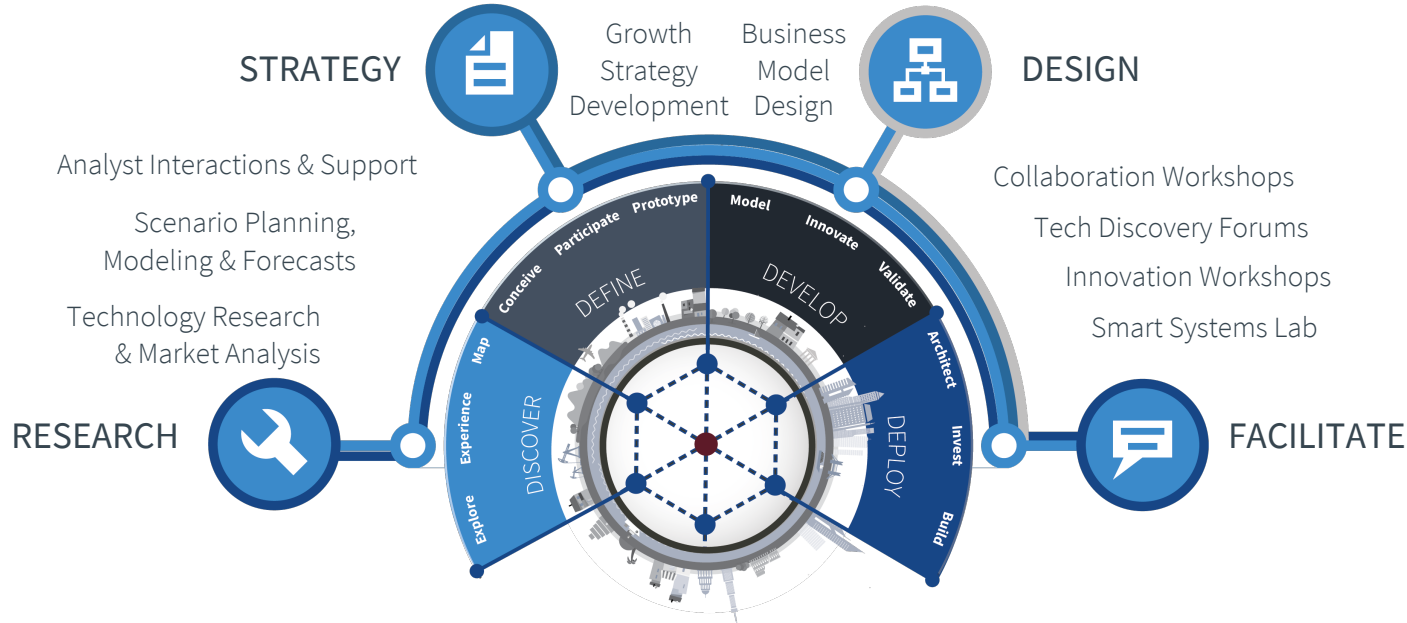 STRATEGY
Growth
Strategy
Development
Business
Model
Design
DESIGN
Analyst Interactions & Support
Scenario Planning,
Modeling & Forecasts
Technology Research
& Market Analysis
RESEARCH
Collaboration Workshops
Tech Discovery Forums
Innovation Workshops
Smart Systems Lab
FACILITATE
Explore
Experience
Map
DISCOVER
Conceive
Participate
Prototype
DEFINE
Model
Innovate
Validate
DEVELOP
Architect
Invest
Build
DEPLOY